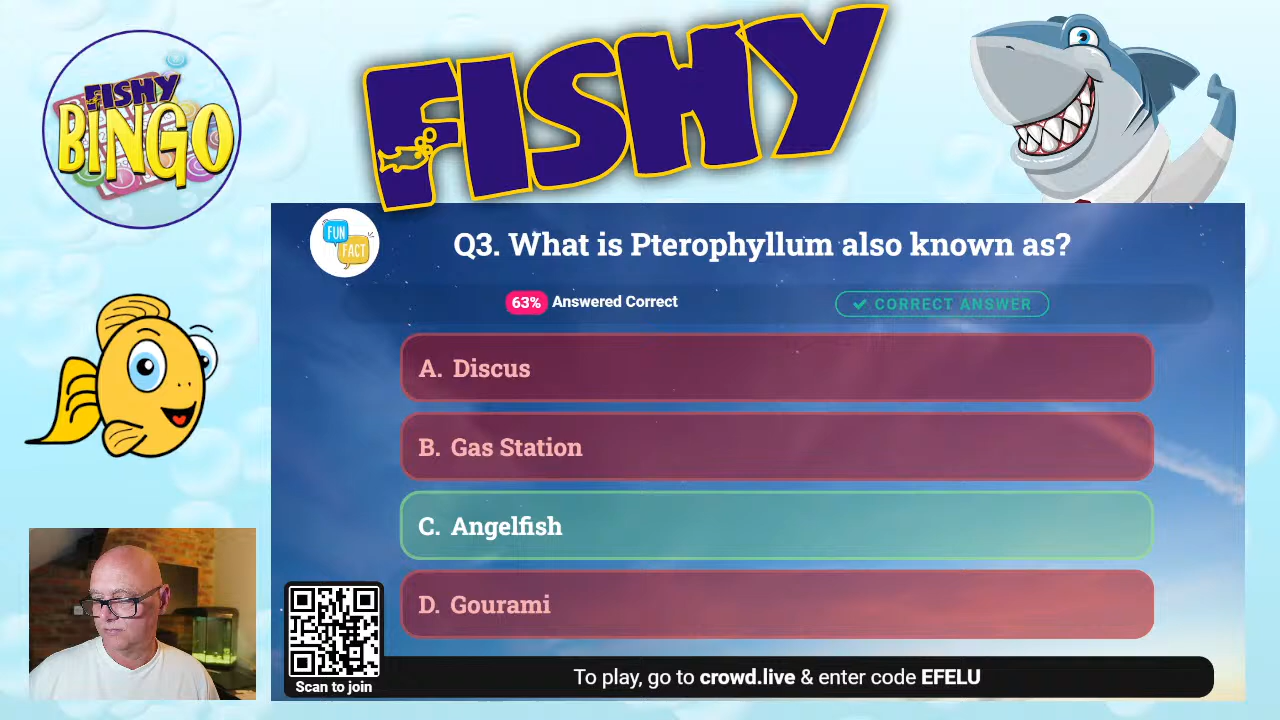 FISHY
BINGO
FISHY
FUN
FACT
Q3. What is Pterophyllum also known as?
63% Answered Correct
CORRECT ANSWER
A. Discus
B. Gas Station
C. Angelfish
D. Gourami
Scan to join
To play, go to crowd.live & enter code EFELU